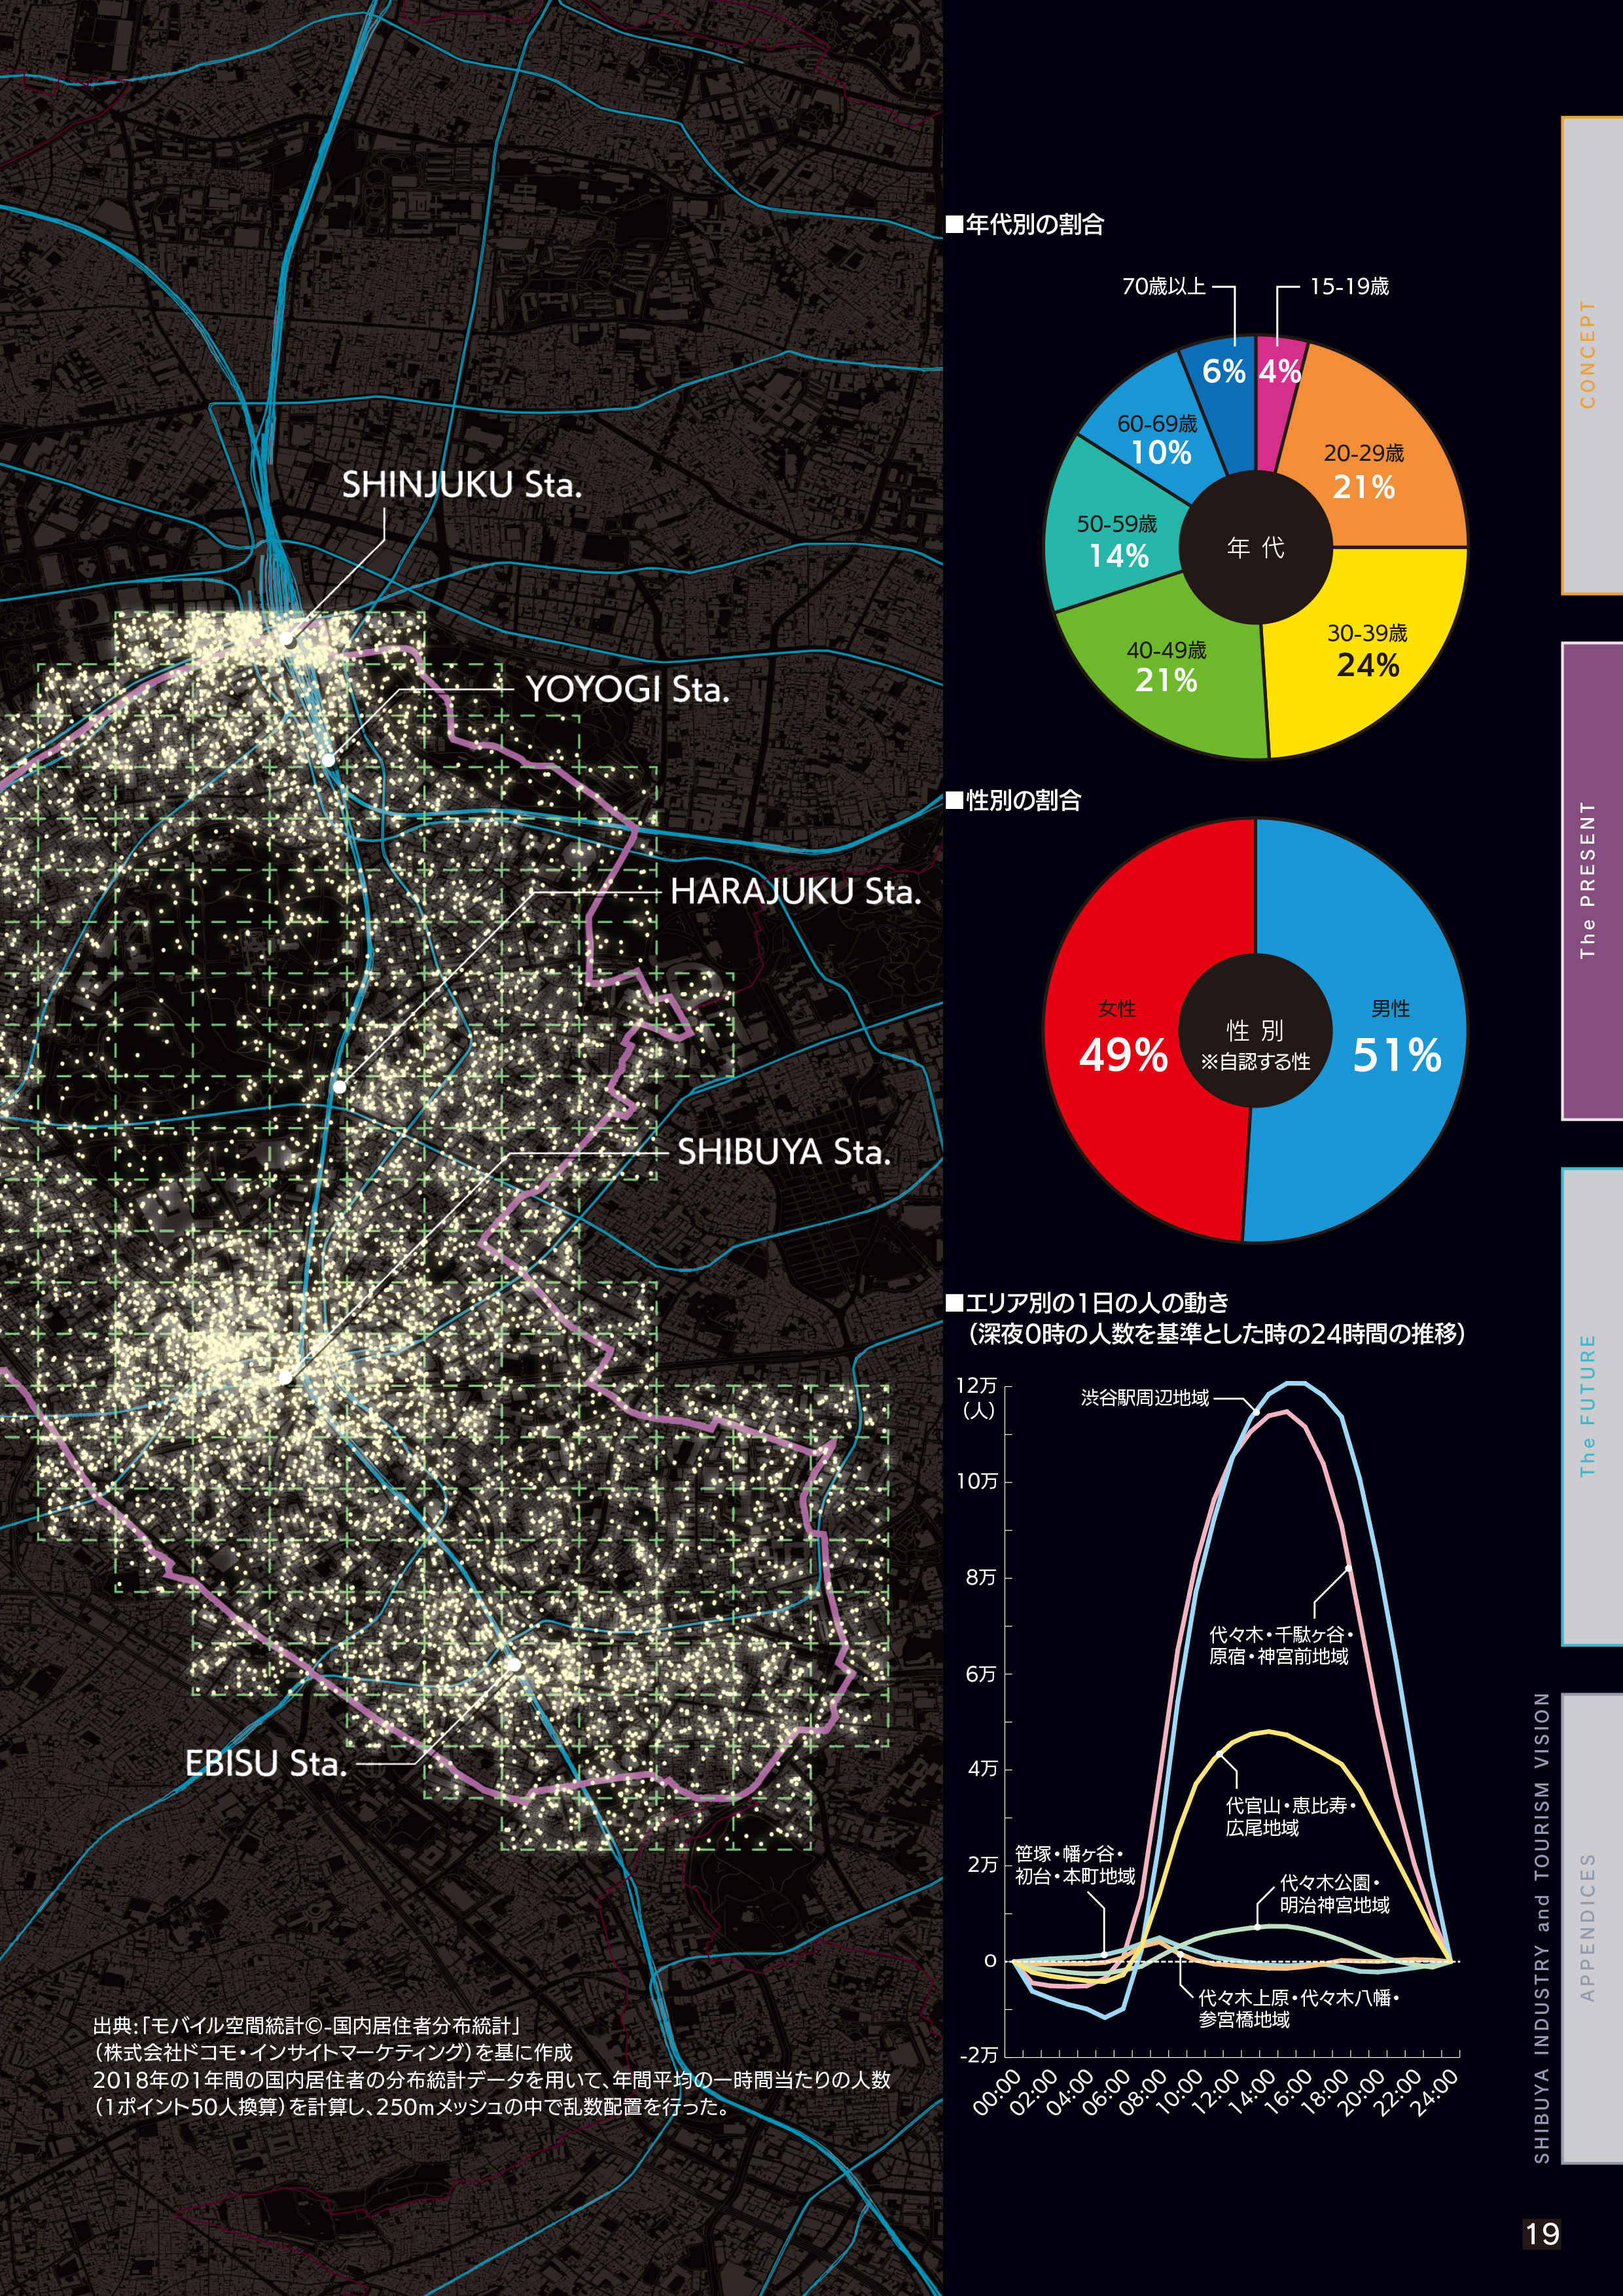 SHINJUKU Sta.
YOYOGI Sta.
HARAJUKU Sta.
SHIBUYA Sta.
EBISU Sta.
出典：「モバイル空間統計©-国内居住者分布統計」
（株式会社ドコモ・インサイトマーケティング）を基に作成
2018年の1年間の国内居住者の分布統計データを用いて、年間平均の一時間当たりの人数
（1ポイント50人換算）を計算し、250mメッシュの中で乱数配置を行った。
■年代別の割合
70歳以上
15-19歳
6%
4%
60-69歳
10%
20-29歳
21%
50-59歳
14%
年代
40-49歳
21%
30-39歳
24%
■性別の割合
女性
49%
性別
※自認する性
男性
51%
■エリア別の1日の人の動き
（深夜0時の人数を基準とした時の24時間の推移）
12万
（人）
10万
8万
6万
4万
2万
0
-2万
渋谷駅周辺地域
代々木・千駄ヶ谷・
原宿・神宮前地域
代官山・恵比寿・
広尾地域
笹塚・幡ヶ谷・
初台・本町地域
代々木公園・
明治神宮地域
代々木上原・代々木八幡・
参宮橋地域
00:00
02:00
04:00
06:00
08:00
10:00
12:00
14:00
16:00
18:00
20:00
22:00
24:00
CONCEPT
The PRESENT
The FUTURE
APPENDICES
SHIBUYA INDUSTRY and TOURISM VISION
19